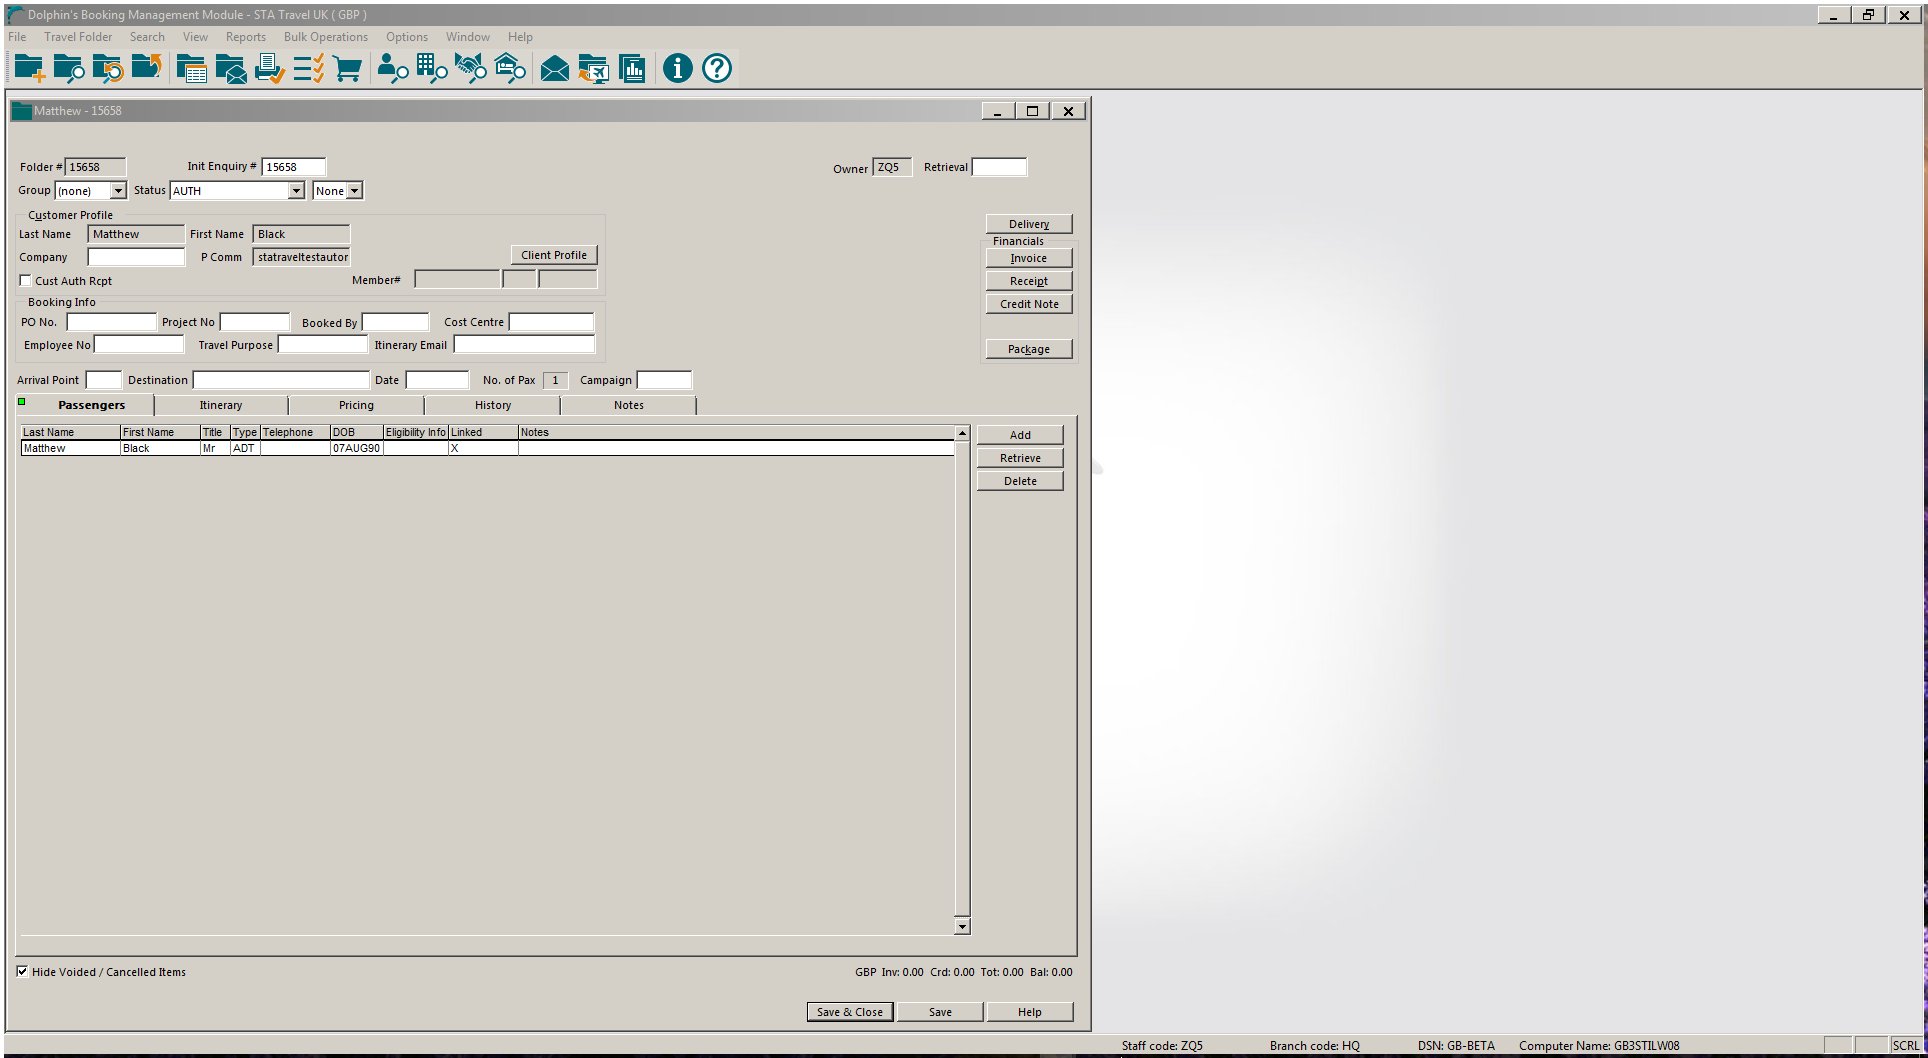 Dolphin's Booking Management Module - STA Travel UK ( GBP )
File Travel Folder Search View Reports Bulk Operations Options Window Help
Matthew - 15658
Folder # 15658 Init Enquiry # 15658 Owner ZQ5 Retrieval
Group (none) Status AUTH None
Customer Profile Delivery
Last Name Matthew First Name Black Financials
Company P Comm statraveltestautor Client Profile Invoice
Cust Auth Rcpt Member# Receipt
Booking Info Credit Note
PO No. Project No Booked By Cost Centre
Employee No Travel Purpose Itinerary Email Package
Arrival Point Destination Date No. of Pax 1 Campaign
Passengers Itinerary Pricing History Notes
Last Name First Name Title Type Telephone DOB Eligibility Info Linked Notes Add
Matthew Black Mr ADT 07AUG90 X
Retrieve
Delete
Hide Voided / Cancelled Items GBP Inv: 0.00 Crd: 0.00 Tot: 0.00 Bal: 0.00
Save & Close Save Help
Staff code: ZQ5 Branch code: HQ DSN: GB-BETA Computer Name: GB3STILW08 SCRL